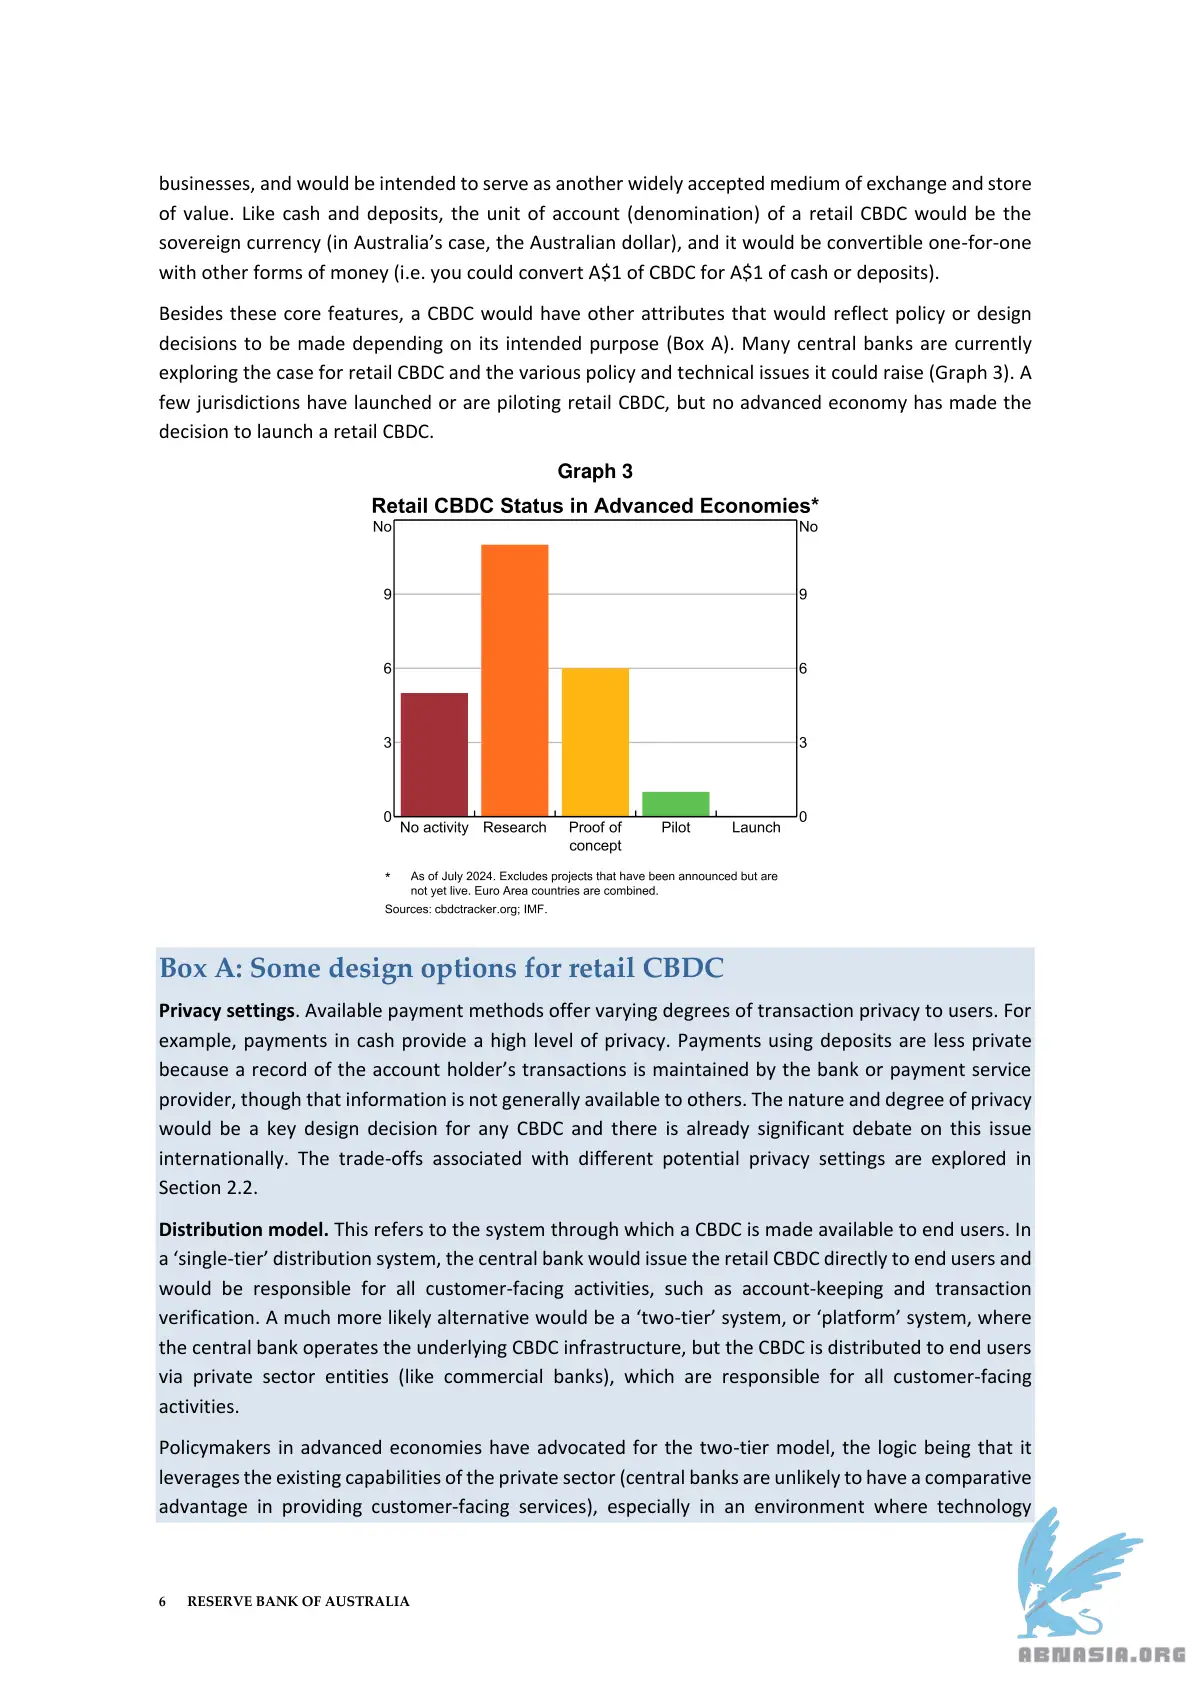 businesses, and would be intended to serve as another widely accepted medium of exchange and store
of value. Like cash and deposits, the unit of account (denomination) of a retail CBDC would be the
sovereign currency (in Australia’s case, the Australian dollar), and it would be convertible one-for-one
with other forms of money (i.e. you could convert A$1 of CBDC for A$1 of cash or deposits).
Besides these core features, a CBDC would have other attributes that would reflect policy or design
decisions to be made depending on its intended purpose (Box A). Many central banks are currently
exploring the case for retail CBDC and the various policy and technical issues it could raise (Graph 3). A
few jurisdictions have launched or are piloting retail CBDC, but no advanced economy has made the
decision to launch a retail CBDC.
Graph 3
Retail CBDC Status in Advanced Economies*
No No
9 9
6 6
3 3
0 0
No activity Research Proof of Pilot Launch
concept
* As of July 2024. Excludes projects that have been announced but are
not yet live. Euro Area countries are combined.
Sources: cbdctracker.org; IMF.
Box A: Some design options for retail CBDC
Privacy settings. Available payment methods offer varying degrees of transaction privacy to users. For
example, payments in cash provide a high level of privacy. Payments using deposits are less private
because a record of the account holder’s transactions is maintained by the bank or payment service
provider, though that information is not generally available to others. The nature and degree of privacy
would be a key design decision for any CBDC and there is already significant debate on this issue
internationally. The trade-offs associated with different potential privacy settings are explored in
Section 2.2.
Distribution model. This refers to the system through which a CBDC is made available to end users. In
a ‘single-tier’ distribution system, the central bank would issue the retail CBDC directly to end users and
would be responsible for all customer-facing activities, such as account-keeping and transaction
verification. A much more likely alternative would be a ‘two-tier’ system, or ‘platform’ system, where
the central bank operates the underlying CBDC infrastructure, but the CBDC is distributed to end users
via private sector entities (like commercial banks), which are responsible for all customer-facing
activities.
Policymakers in advanced economies have advocated for the two-tier model, the logic being that it
leverages the existing capabilities of the private sector (central banks are unlikely to have a comparative
advantage in providing customer-facing services), especially in an environment where technology
6 RESERVE BANK OF AUSTRALIA
ABNASIA.ORG